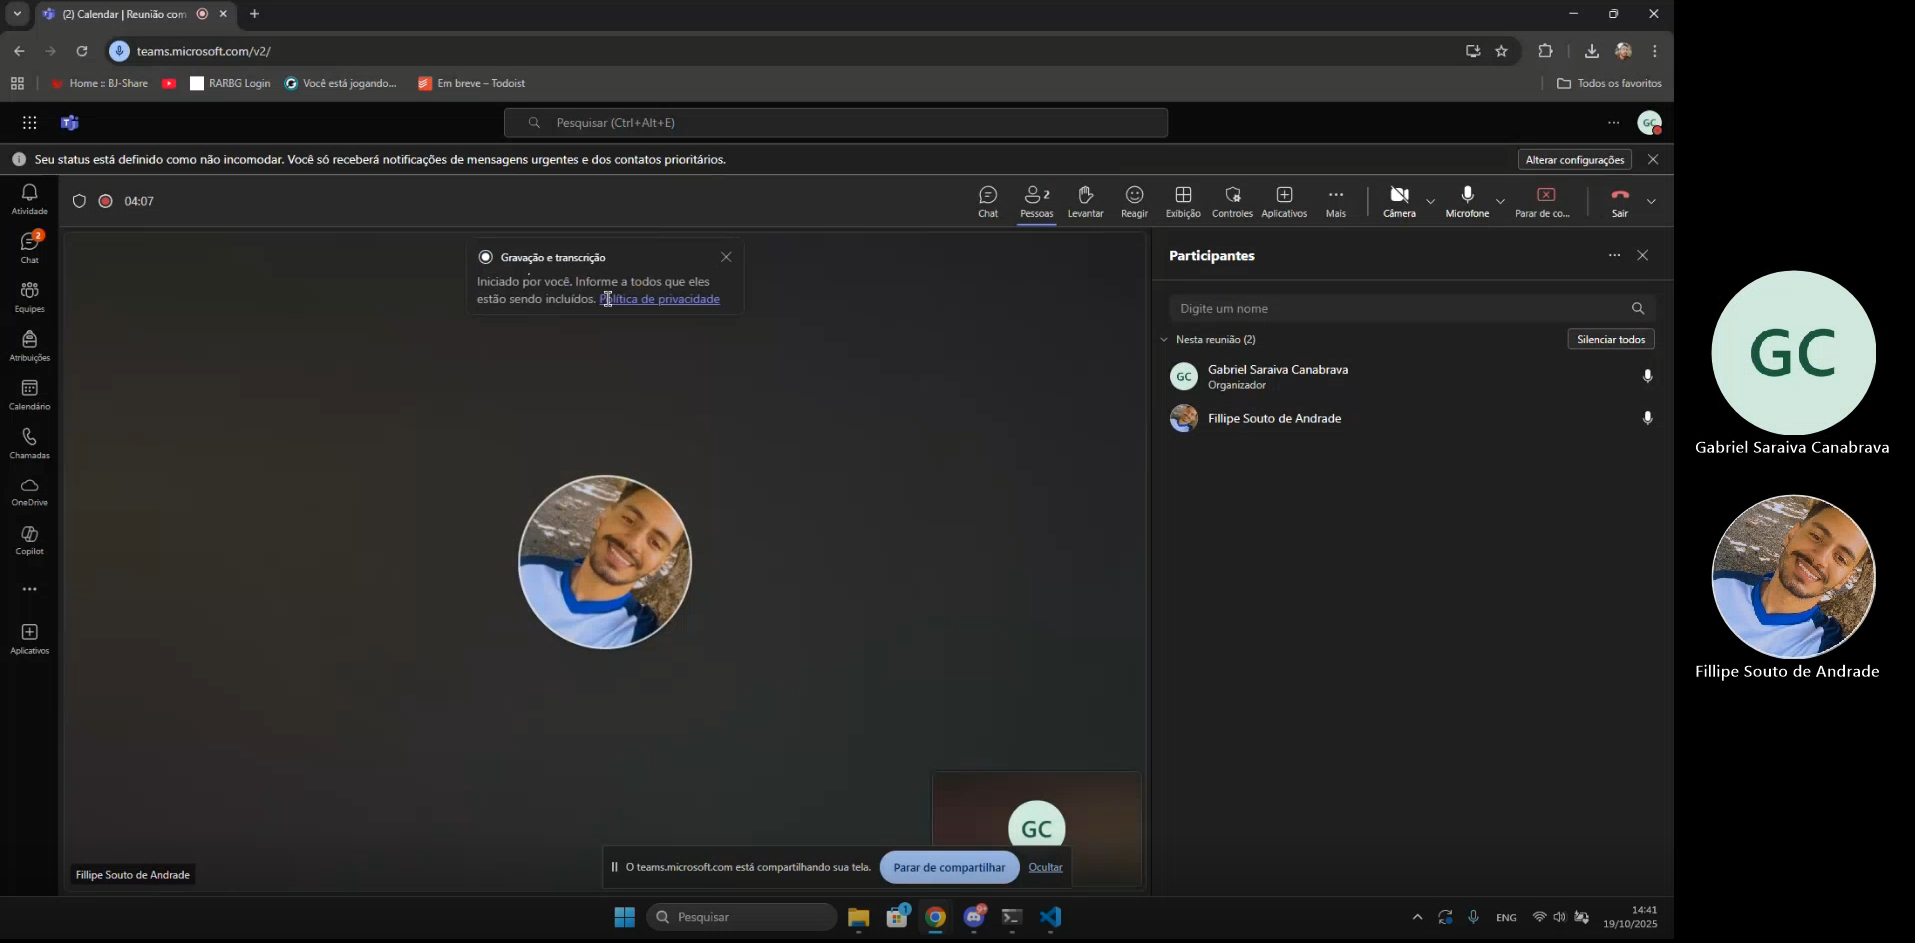 (2) Calendar | Reunião com
teams.microsoft.com/v2/
Home :: BJ-Share
RARBG Login
Você está jogando...
Em breve – Todoist
Todos os favoritos
Pesquisar (Ctrl+Alt+E)
GC
Seu status está definido como não incomodar. Você só receberá notificações de mensagens urgentes e dos contatos prioritários.
Alterar configurações
04:07
Chat
2
Pessoas
Levantar
Reagir
Exibição
Controles
Aplicativos
Mais
Câmera
Microfone
Parar de co...
Sair
Atividade
2
Chat
Equipes
Atribuições
Calendário
Chamadas
OneDrive
Copilot
Aplicativos
Gravação e transcrição
Iniciado por você. Informe a todos que eles
estão sendo incluídos. Política de privacidade
Participantes
Digite um nome
Nesta reunião (2)
Silenciar todos
GC
Gabriel Saraiva Canabrava
Organizador
Fillipe Souto de Andrade
GC
Gabriel Saraiva Canabrava
Fillipe Souto de Andrade
GC
Fillipe Souto de Andrade
O teams.microsoft.com está compartilhando sua tela.
Parar de compartilhar
Ocultar
Pesquisar
1
9+
ENG
14:41
19/10/2025